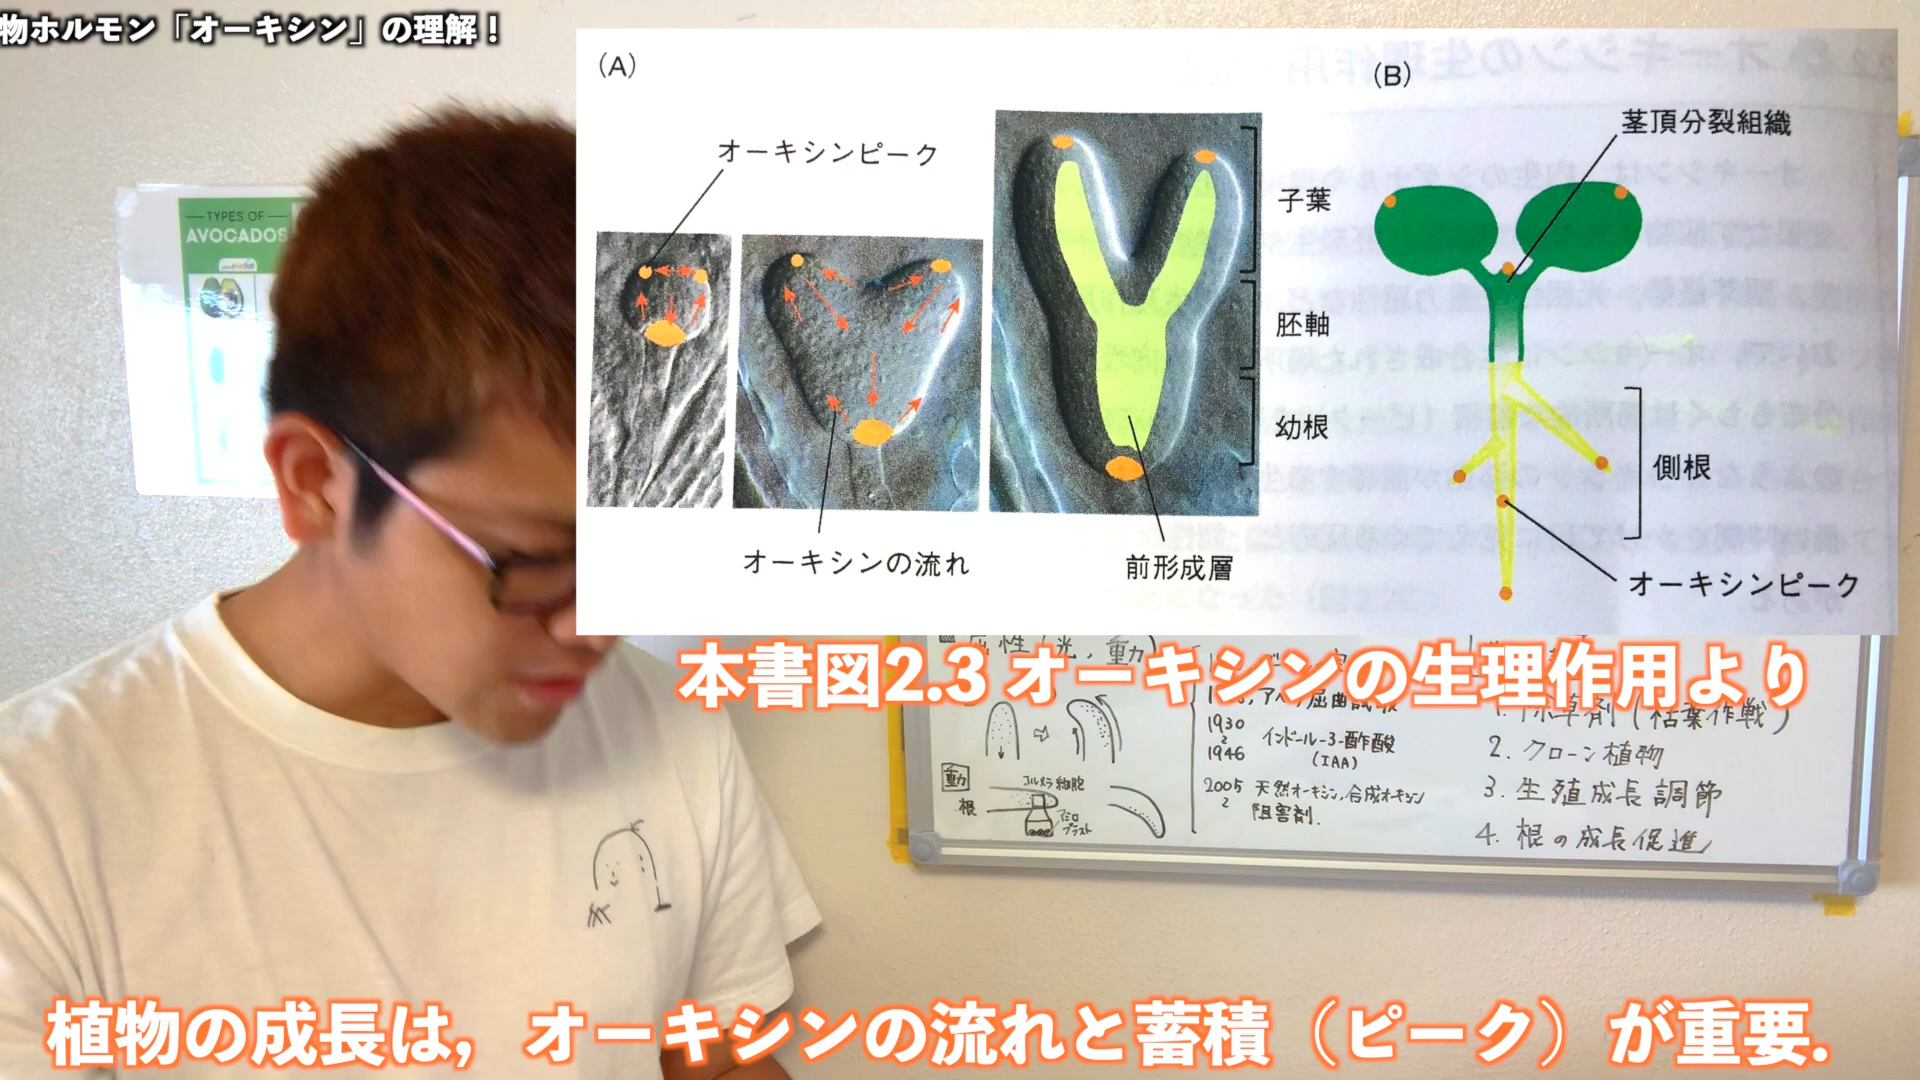 物ホルモン「オーキシン」の理解！
(A)
(B)
オーキシンピーク
茎頂分裂組織
子葉
胚軸
幼根
側根
オーキシンの流れ
前形成層
オーキシンピーク
TYPES OF
AVOCADOS
本書図2.3 オーキシンの生理作用より
1930
1946
インドール-3-酢酸
(IAA)
2005
天然オーキシン,合成オーキシン
阻害剤.
動
根
コルメラ細胞
アミロ
プラスト
2. クローン植物
3. 生殖成長調節
4. 根の成長促進
植物の成長は，オーキシンの流れと蓄積（ピーク）が重要.